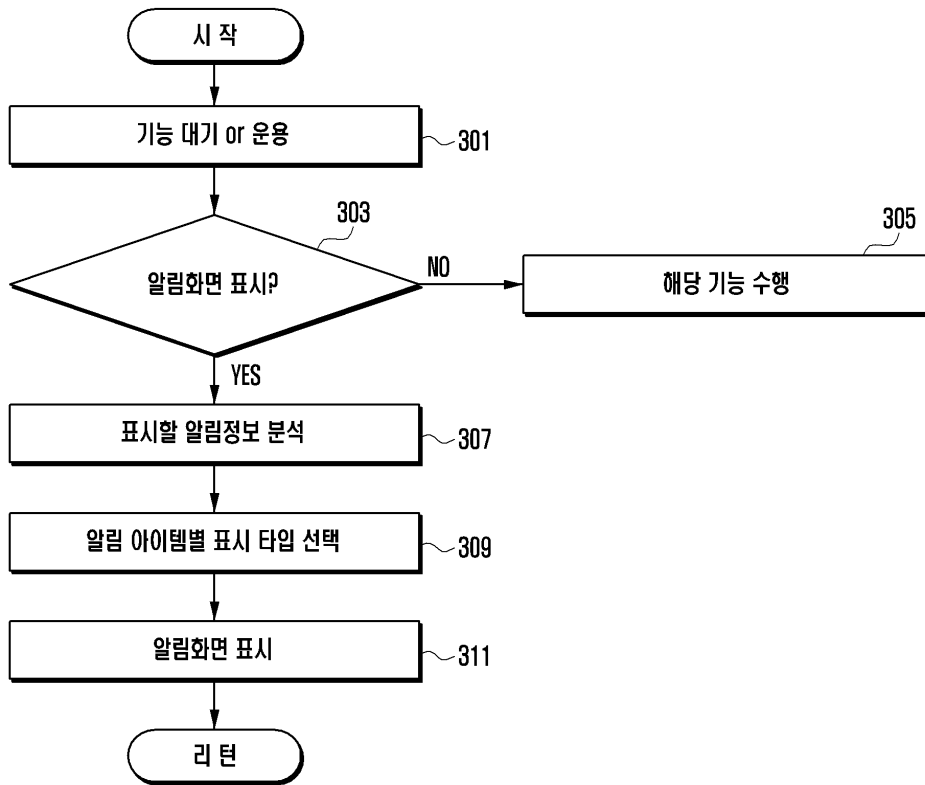 시 작
기능 대기 or 운용
301
303
알림화면 표시?
NO
305
해당 기능 수행
YES
표시할 알림정보 분석
307
알림 아이템별 표시 타입 선택
309
알림화면 표시
311
리 턴